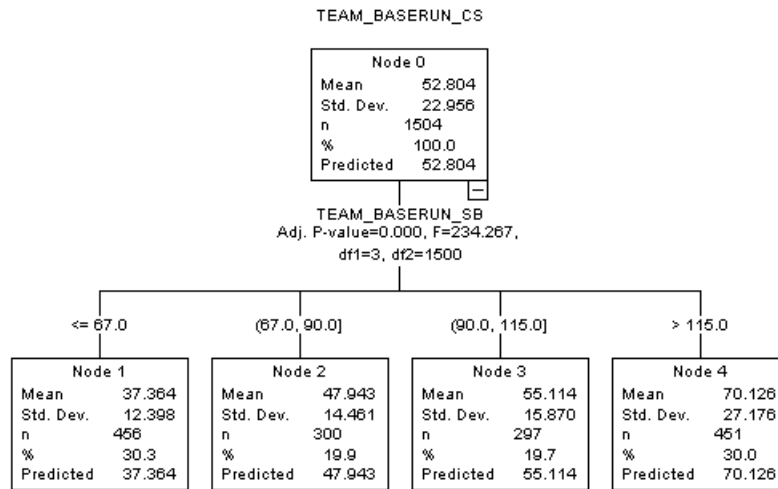 TEAM_BASERUN_CS
Node 0
Mean 52.804
Std. Dev. 22.956
n 1504
% 100.0
Predicted 52.804
TEAM_BASERUN_SB
Adj. P-value=0.000, F=234.267,
df1=3, df2=1500
<= 67.0
(67.0, 90.0]
(90.0, 115.0]
> 115.0
Node 1
Mean 37.364
Std. Dev. 12.398
n 456
% 30.3
Predicted 37.364
Node 2
Mean 47.943
Std. Dev. 14.461
n 300
% 19.9
Predicted 47.943
Node 3
Mean 55.114
Std. Dev. 15.870
n 297
% 19.7
Predicted 55.114
Node 4
Mean 70.126
Std. Dev. 27.176
n 451
% 30.0
Predicted 70.126